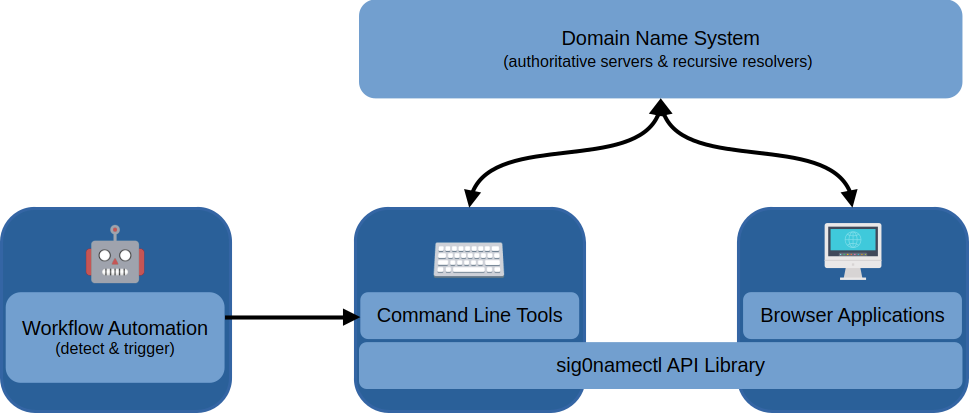 Domain Name System
(authoritative servers & recursive resolvers)
Workflow Automation
(detect & trigger)
Command Line Tools
Browser Applications
sig0namectl API Library